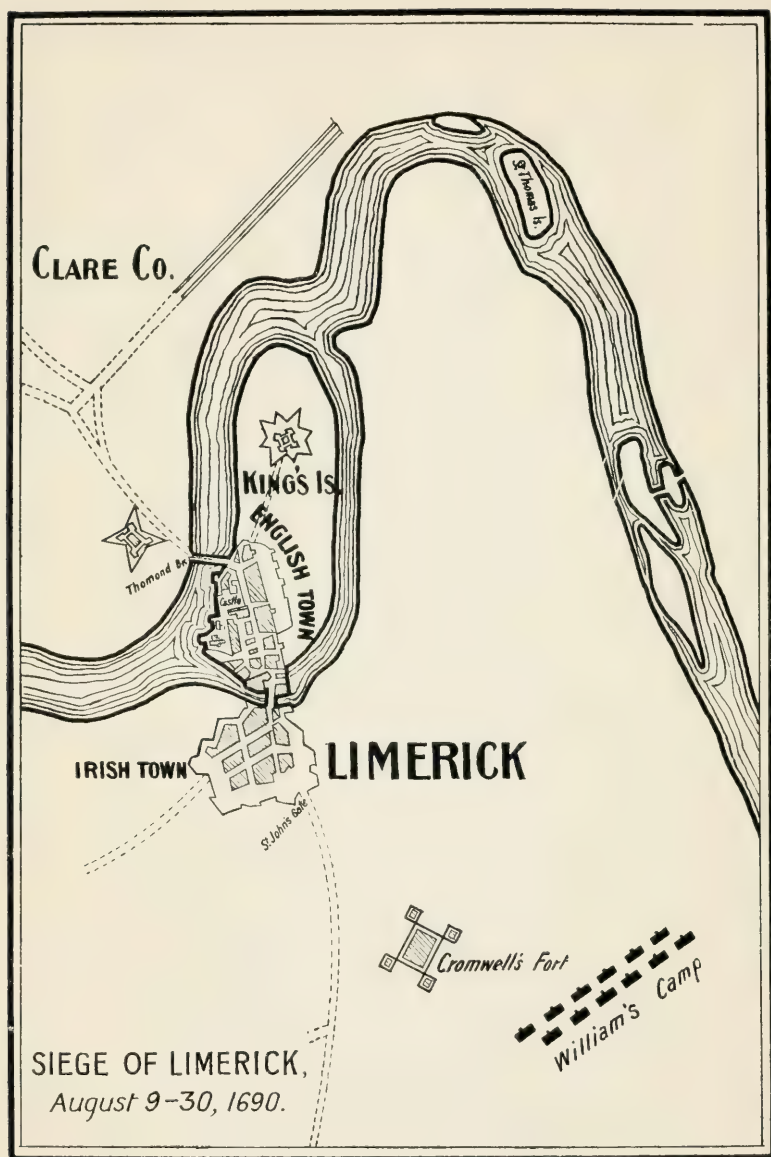 St. Thomas Is.
CLARE CO.
KING'S IS.
ENGLISH TOWN
Thomond Br.
Castle
IRISH TOWN
LIMERICK
St. John's Gate
Cromwell's Fort
William's Camp
SIEGE OF LIMERICK,
August 9-30, 1690.